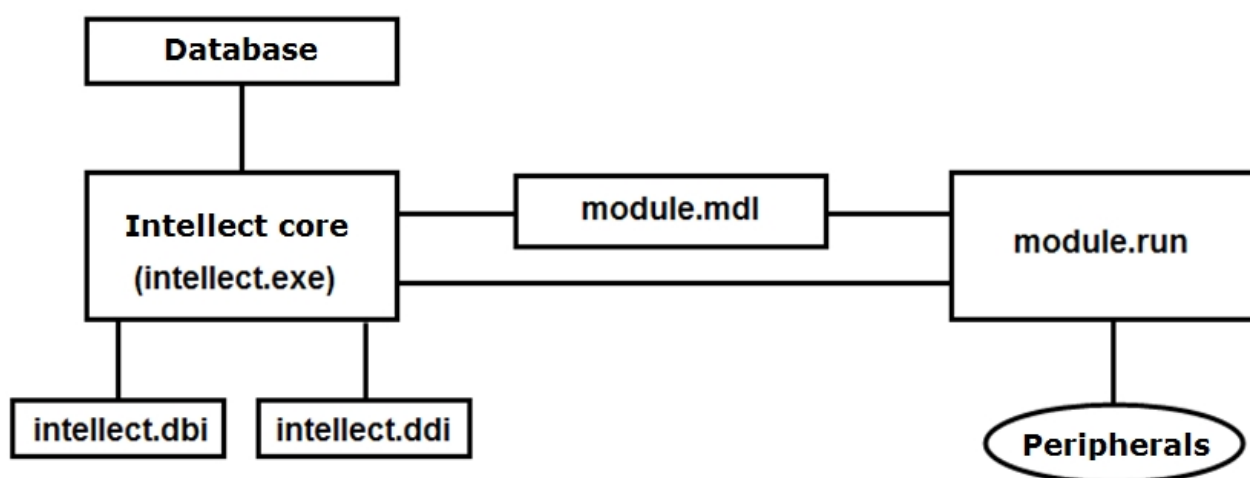 Database
Intellect core
(intellect.exe)
module.mdl
module.run
intellect.dbi
intellect.ddi
Peripherals